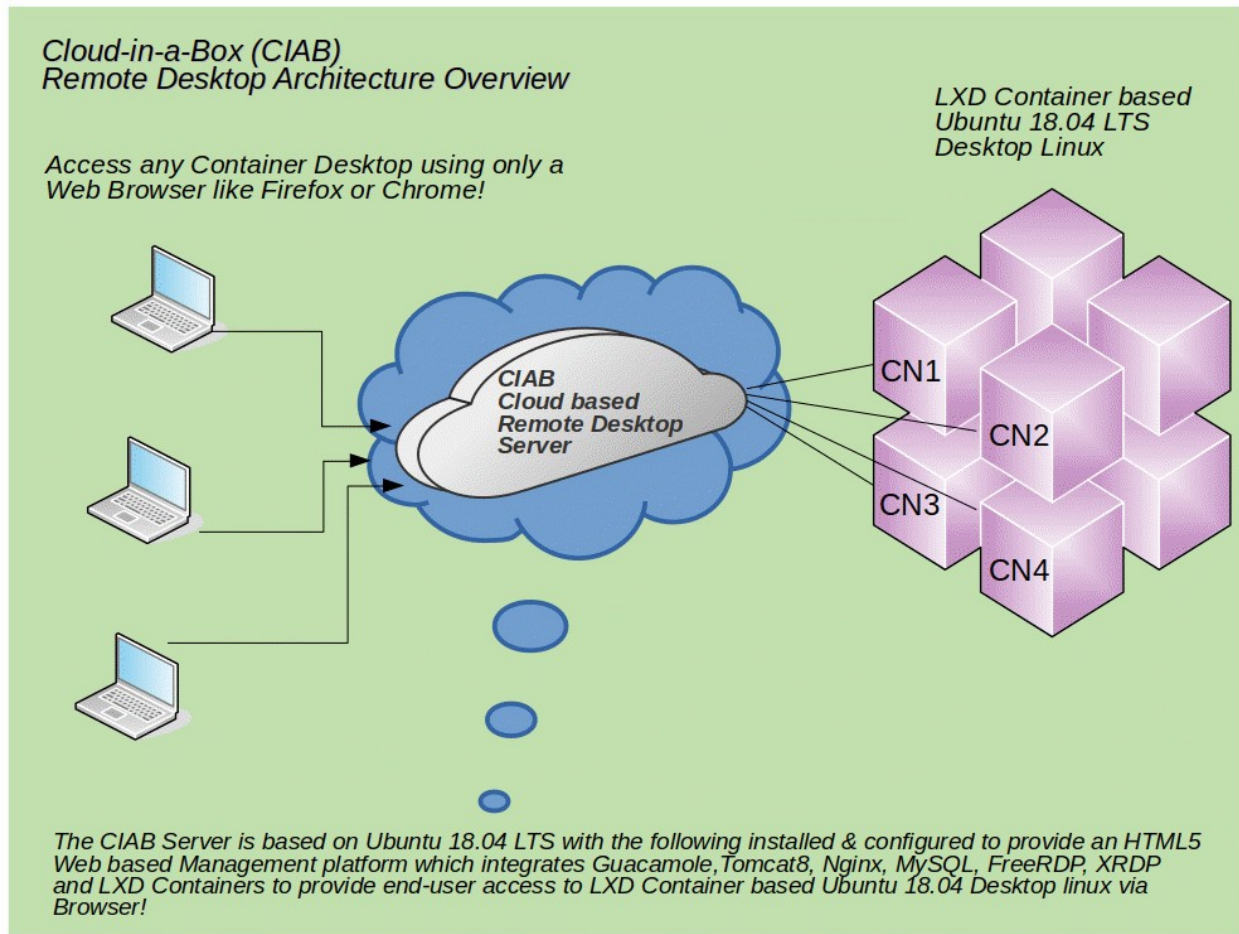 Cloud-in-a-Box (CIAB)
Remote Desktop Architecture Overview
Access any Container Desktop using only a
Web Browser like Firefox or Chrome!
LXD Container based
Ubuntu 18.04 LTS
Desktop Linux
CIAB
Cloud based
Remote Desktop
Server
CN1
CN2
CN3
CN4
The CIAB Server is based on Ubuntu 18.04 LTS with the following installed & configured to provide an HTML5
Web based Management platform which integrates Guacamole,Tomcat8, Nginx, MySQL, FreeRDP, XRDP
and LXD Containers to provide end-user access to LXD Container based Ubuntu 18.04 Desktop linux via
Browser!